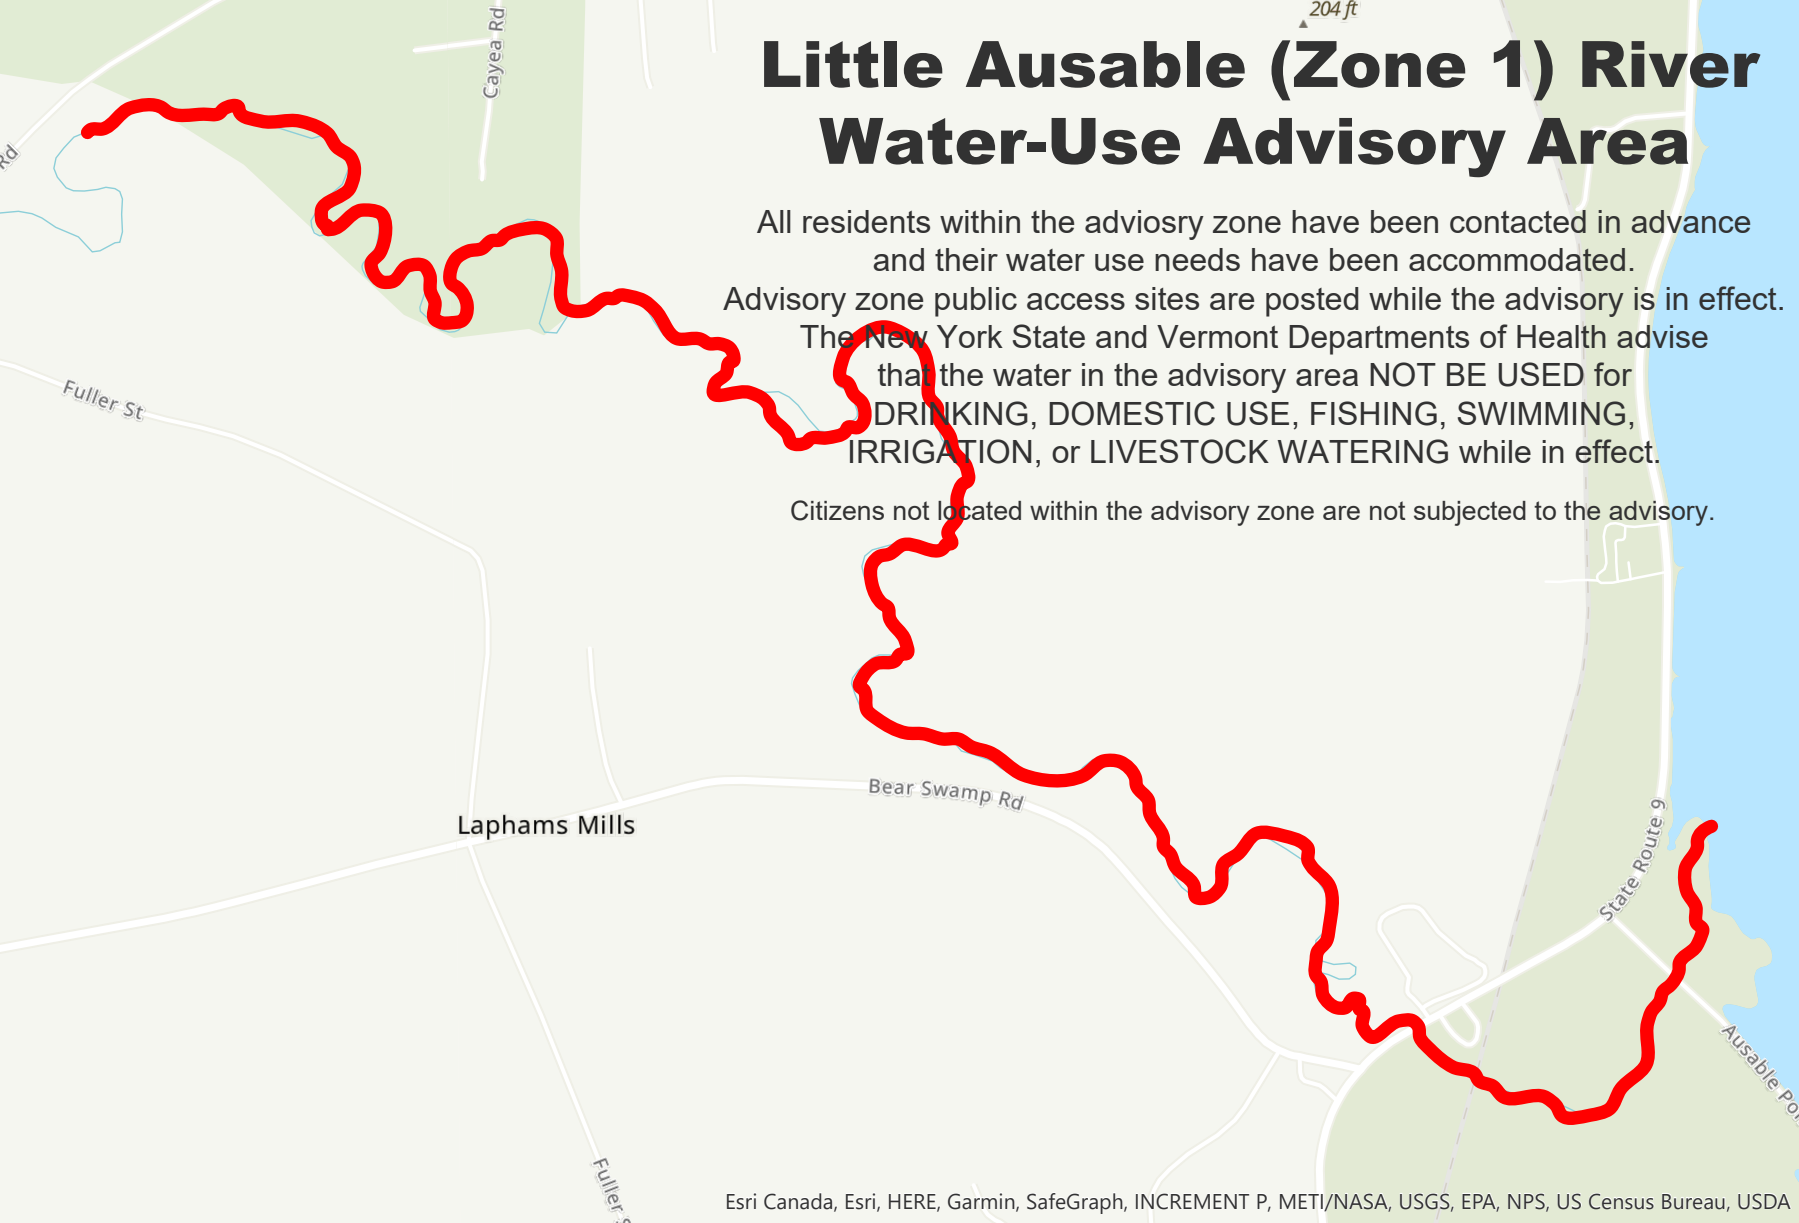 204 ft
Little Ausable (Zone 1) River
Water-Use Advisory Area
Cayea Rd
Rd
All residents within the adviosry zone have been contacted in advance
and their water use needs have been accommodated.
Advisory zone public access sites are posted while the advisory is in effect.
The New York State and Vermont Departments of Health advise
that the water in the advisory area NOT BE USED for
DRINKING, DOMESTIC USE, FISHING, SWIMMING,
IRRIGATION, or LIVESTOCK WATERING while in effect.
Citizens not located within the advisory zone are not subjected to the advisory.
Fuller St
Bear Swamp Rd
Laphams Mills
State Route 9
Ausable Poi
Fuller S
Esri Canada, Esri, HERE, Garmin, SafeGraph, INCREMENT P, METI/NASA, USGS, EPA, NPS, US Census Bureau, USDA